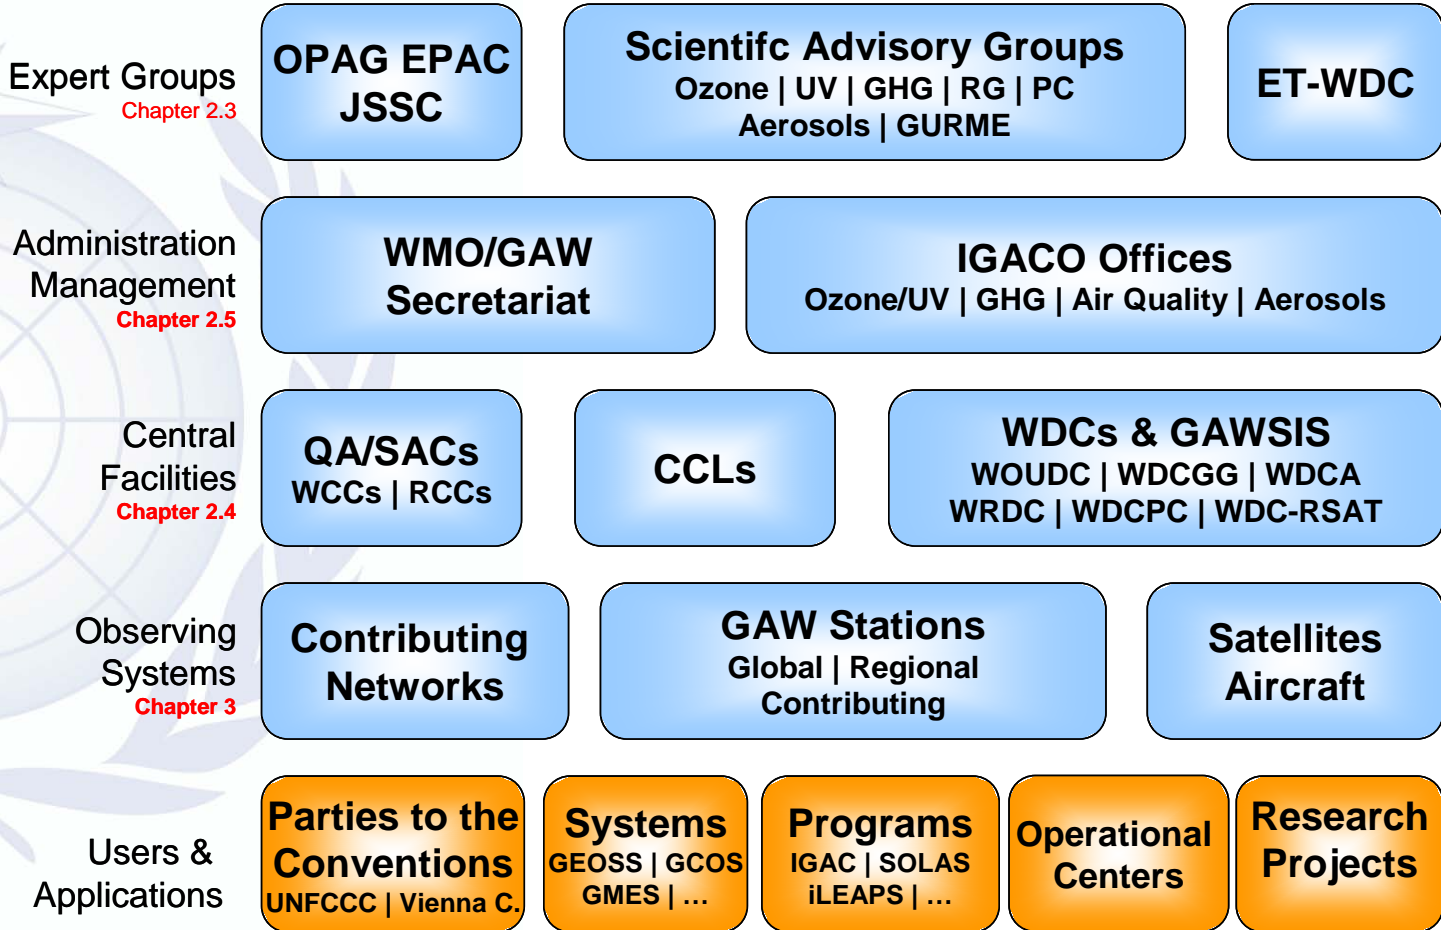 Expert Groups
Chapter 2.3
OPAG EPAC
JSSC
Scientifc Advisory Groups
Ozone | UV | GHG | RG | PC
Aerosols | GURME
ET-WDC
Administration
Management
Chapter 2.5
WMO/GAW
Secretariat
IGACO Offices
Ozone/UV | GHG | Air Quality | Aerosols
Central
Facilities
Chapter 2.4
QA/SACs
WCCs | RCCs
CCLs
WDCs & GAWSIS
WOUDC | WDCGG | WDCA
WRDC | WDCPC | WDC-RSAT
Observing
Systems
Chapter 3
Contributing
Networks
GAW Stations
Global | Regional
Contributing
Satellites
Aircraft
Users &
Applications
Parties to the
Conventions
UNFCCC | Vienna C.
Systems
GEOSS | GCOS
GMES | ...
Programs
IGAC | SOLAS
iLEAPS | ...
Operational
Centers
Research
Projects